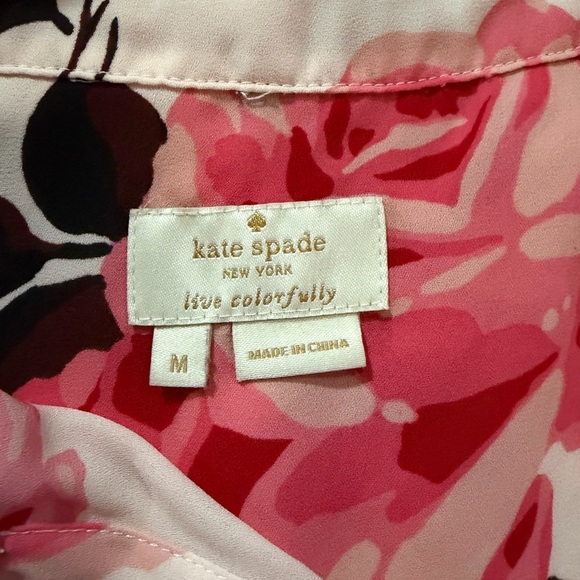 kate spade
NEW YORK
live colorfully
M
MADE IN CHINA